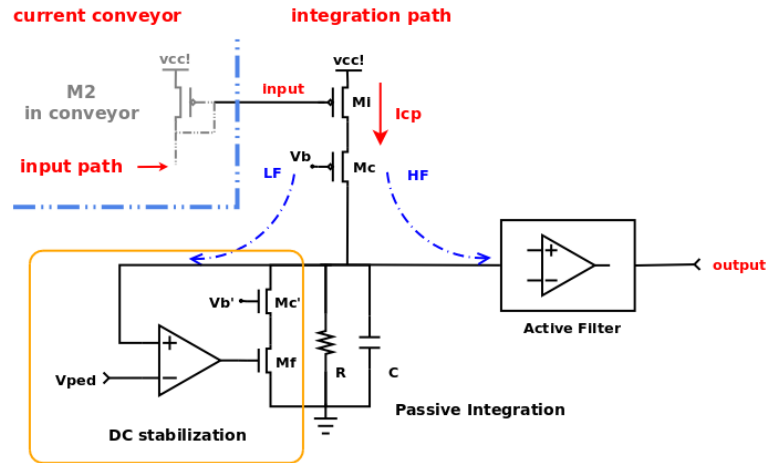 current conveyor
integration path
vcc!
vcc!
M2
in conveyor
input
Mi
Icp
input path
Vb
Mc
LF
HF
Vb'
Mc'
+
−
+
−
output
Active Filter
Mf
R
C
Vped
Passive Integration
DC stabilization